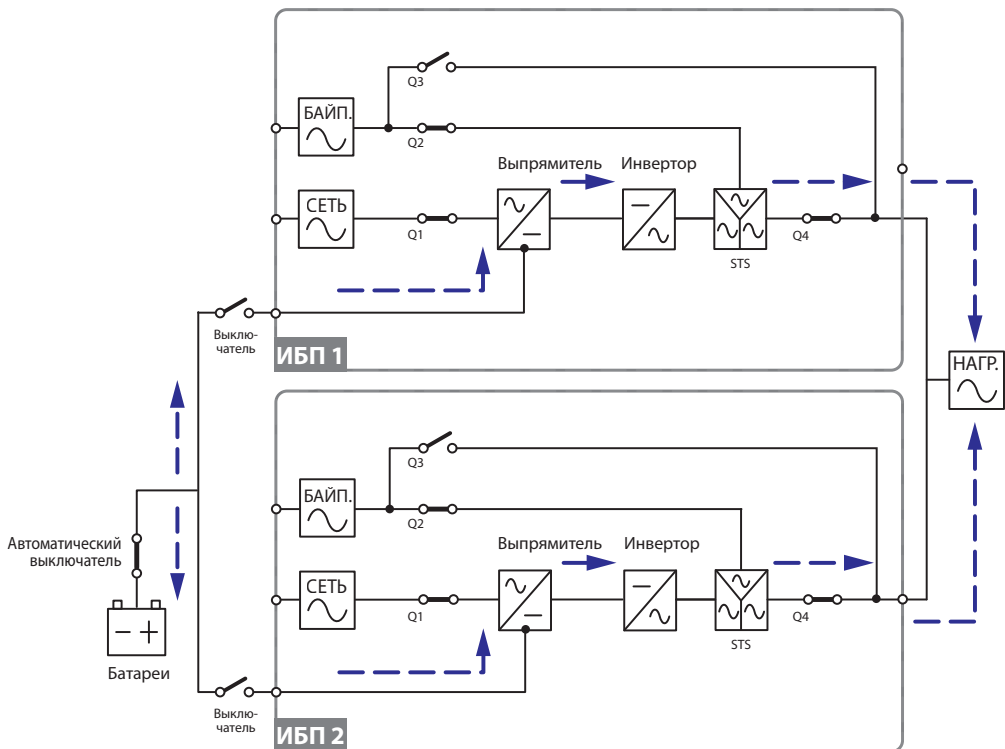 Q3
БАЙП.
Q2
Выпрямитель
Инвертор
СЕТЬ
Q1
STS
Q4
Выклю-
чатель
ИБП 1
НАГР.
Q3
БАЙП.
Q2
Автоматический
выключатель
Выпрямитель
Инвертор
СЕТЬ
Q1
STS
Q4
Батареи
Выклю-
чатель
ИБП 2